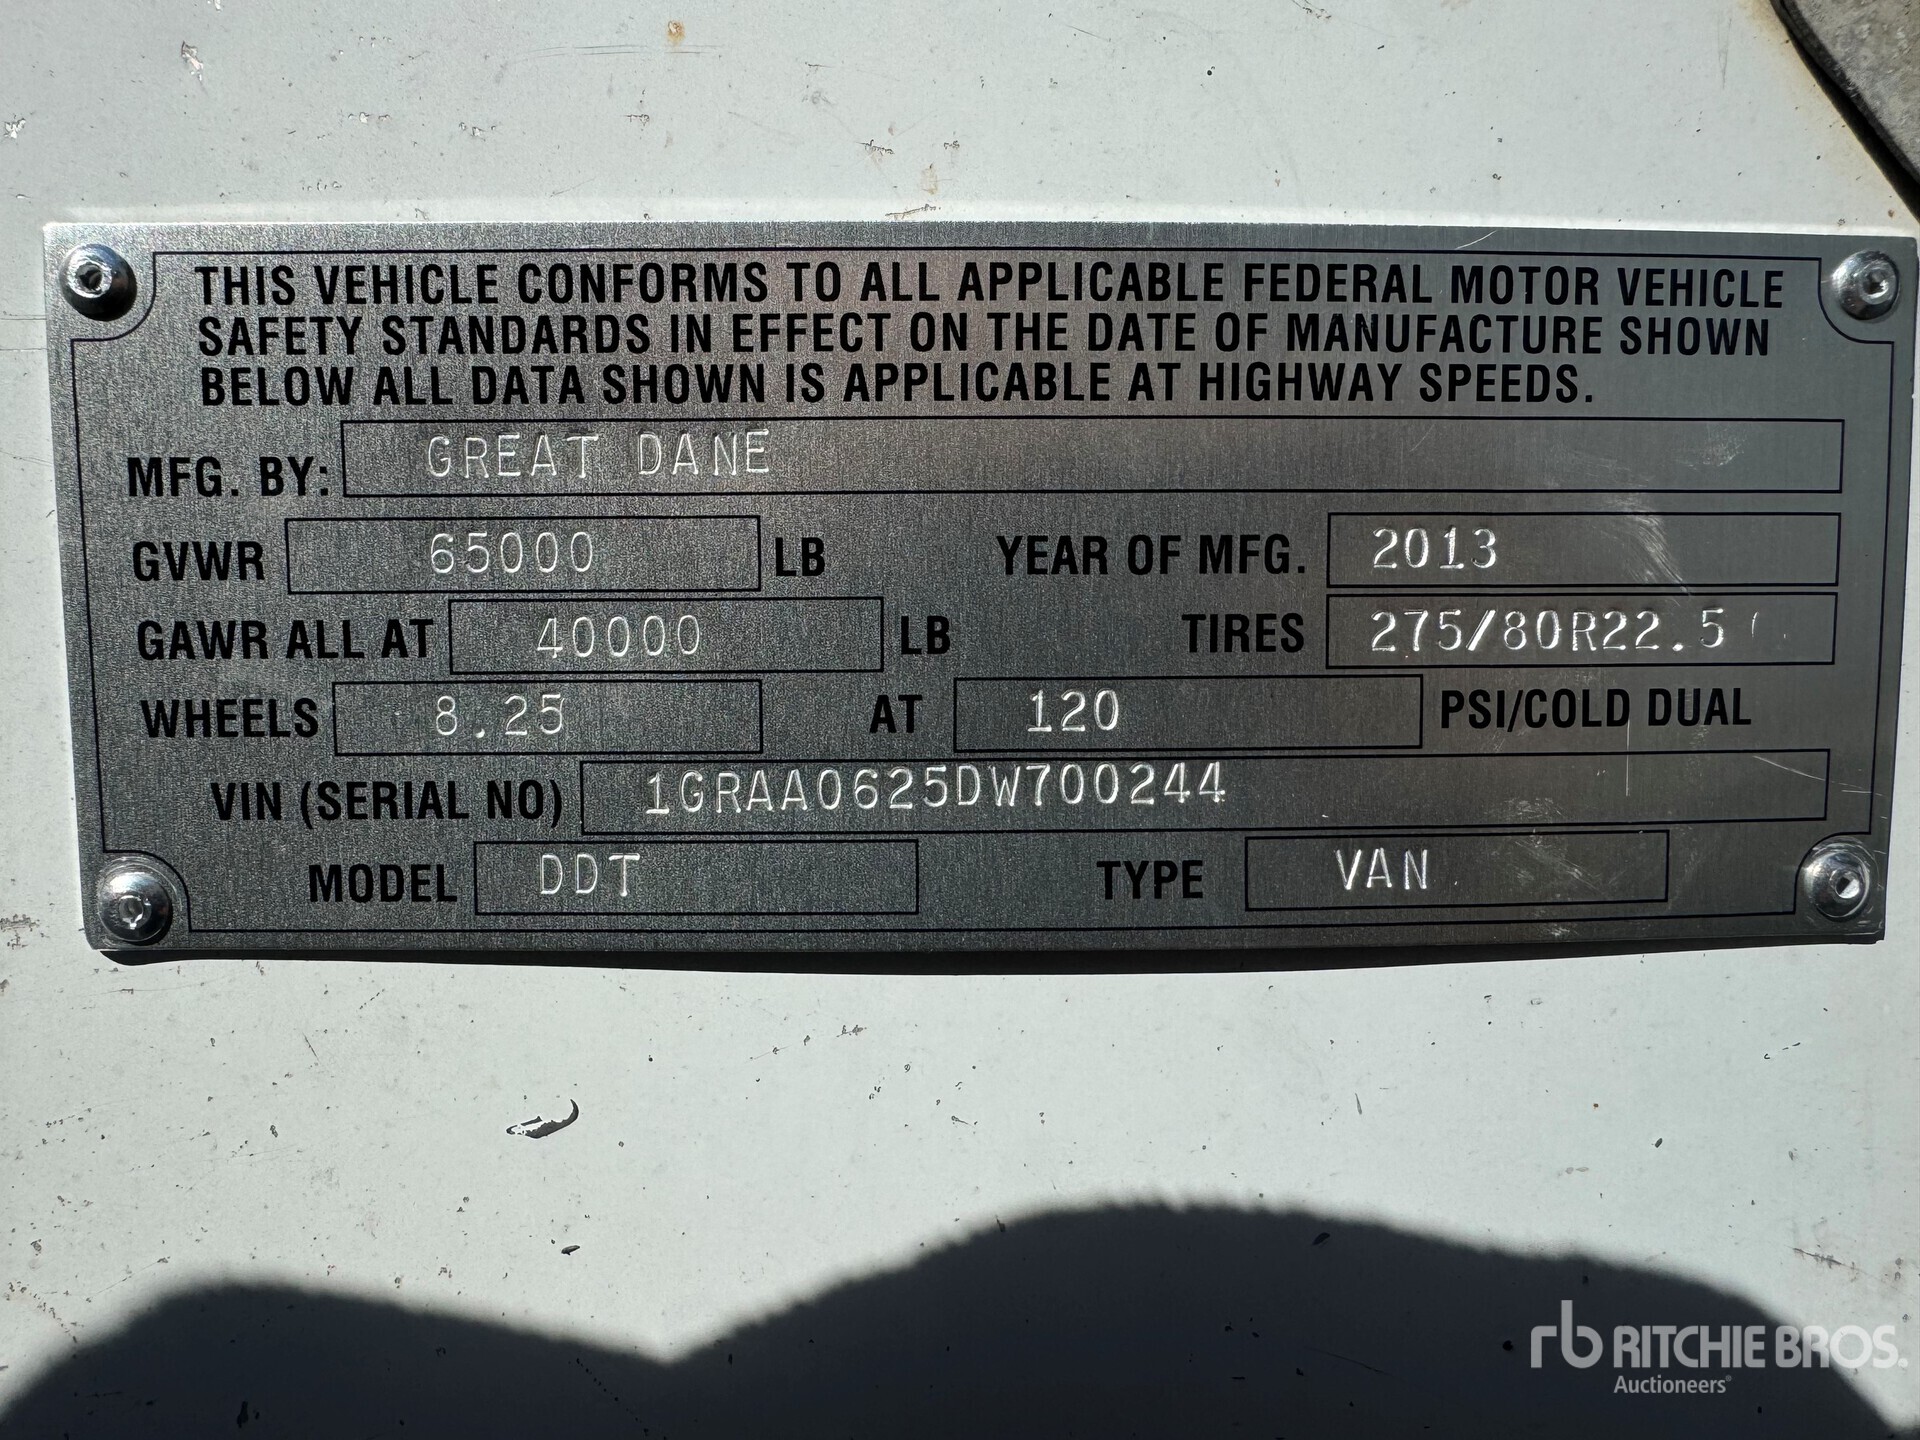 THIS VEHICLE CONFORMS TO ALL APPLICABLE FEDERAL MOTOR VEHICLE
SAFETY STANDARDS IN EFFECT ON THE DATE OF MANUFACTURE SHOWN
BELOW ALL DATA SHOWN IS APPLICABLE AT HIGHWAY SPEEDS.
MFG. BY: GREAT DANE
GVWR 65000 LB YEAR OF MFG. 2013
GAWR ALL AT 40000 LB TIRES 275/80R22.5
WHEELS 8.25 AT 120 PSI/COLD DUAL
VIN (SERIAL NO) 1GRAA0625DW700244
MODEL DDT TYPE VAN
rb RITCHIE BROS.
Auctioneers®